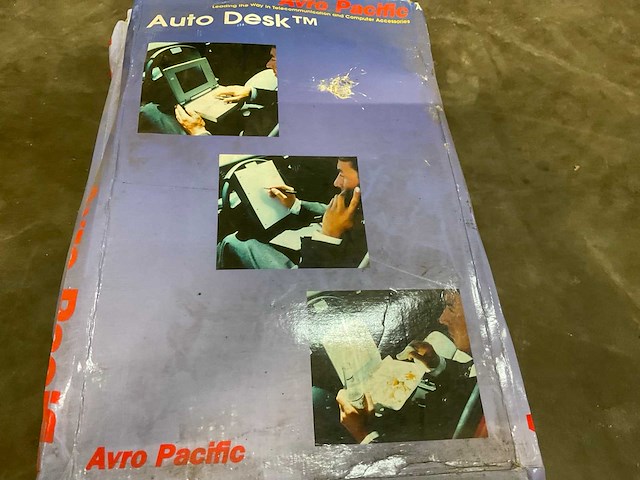 Avro Pacific
Leading the Way in Telecommunication and Computer Accessories
Auto Desk™
Avro Pacific